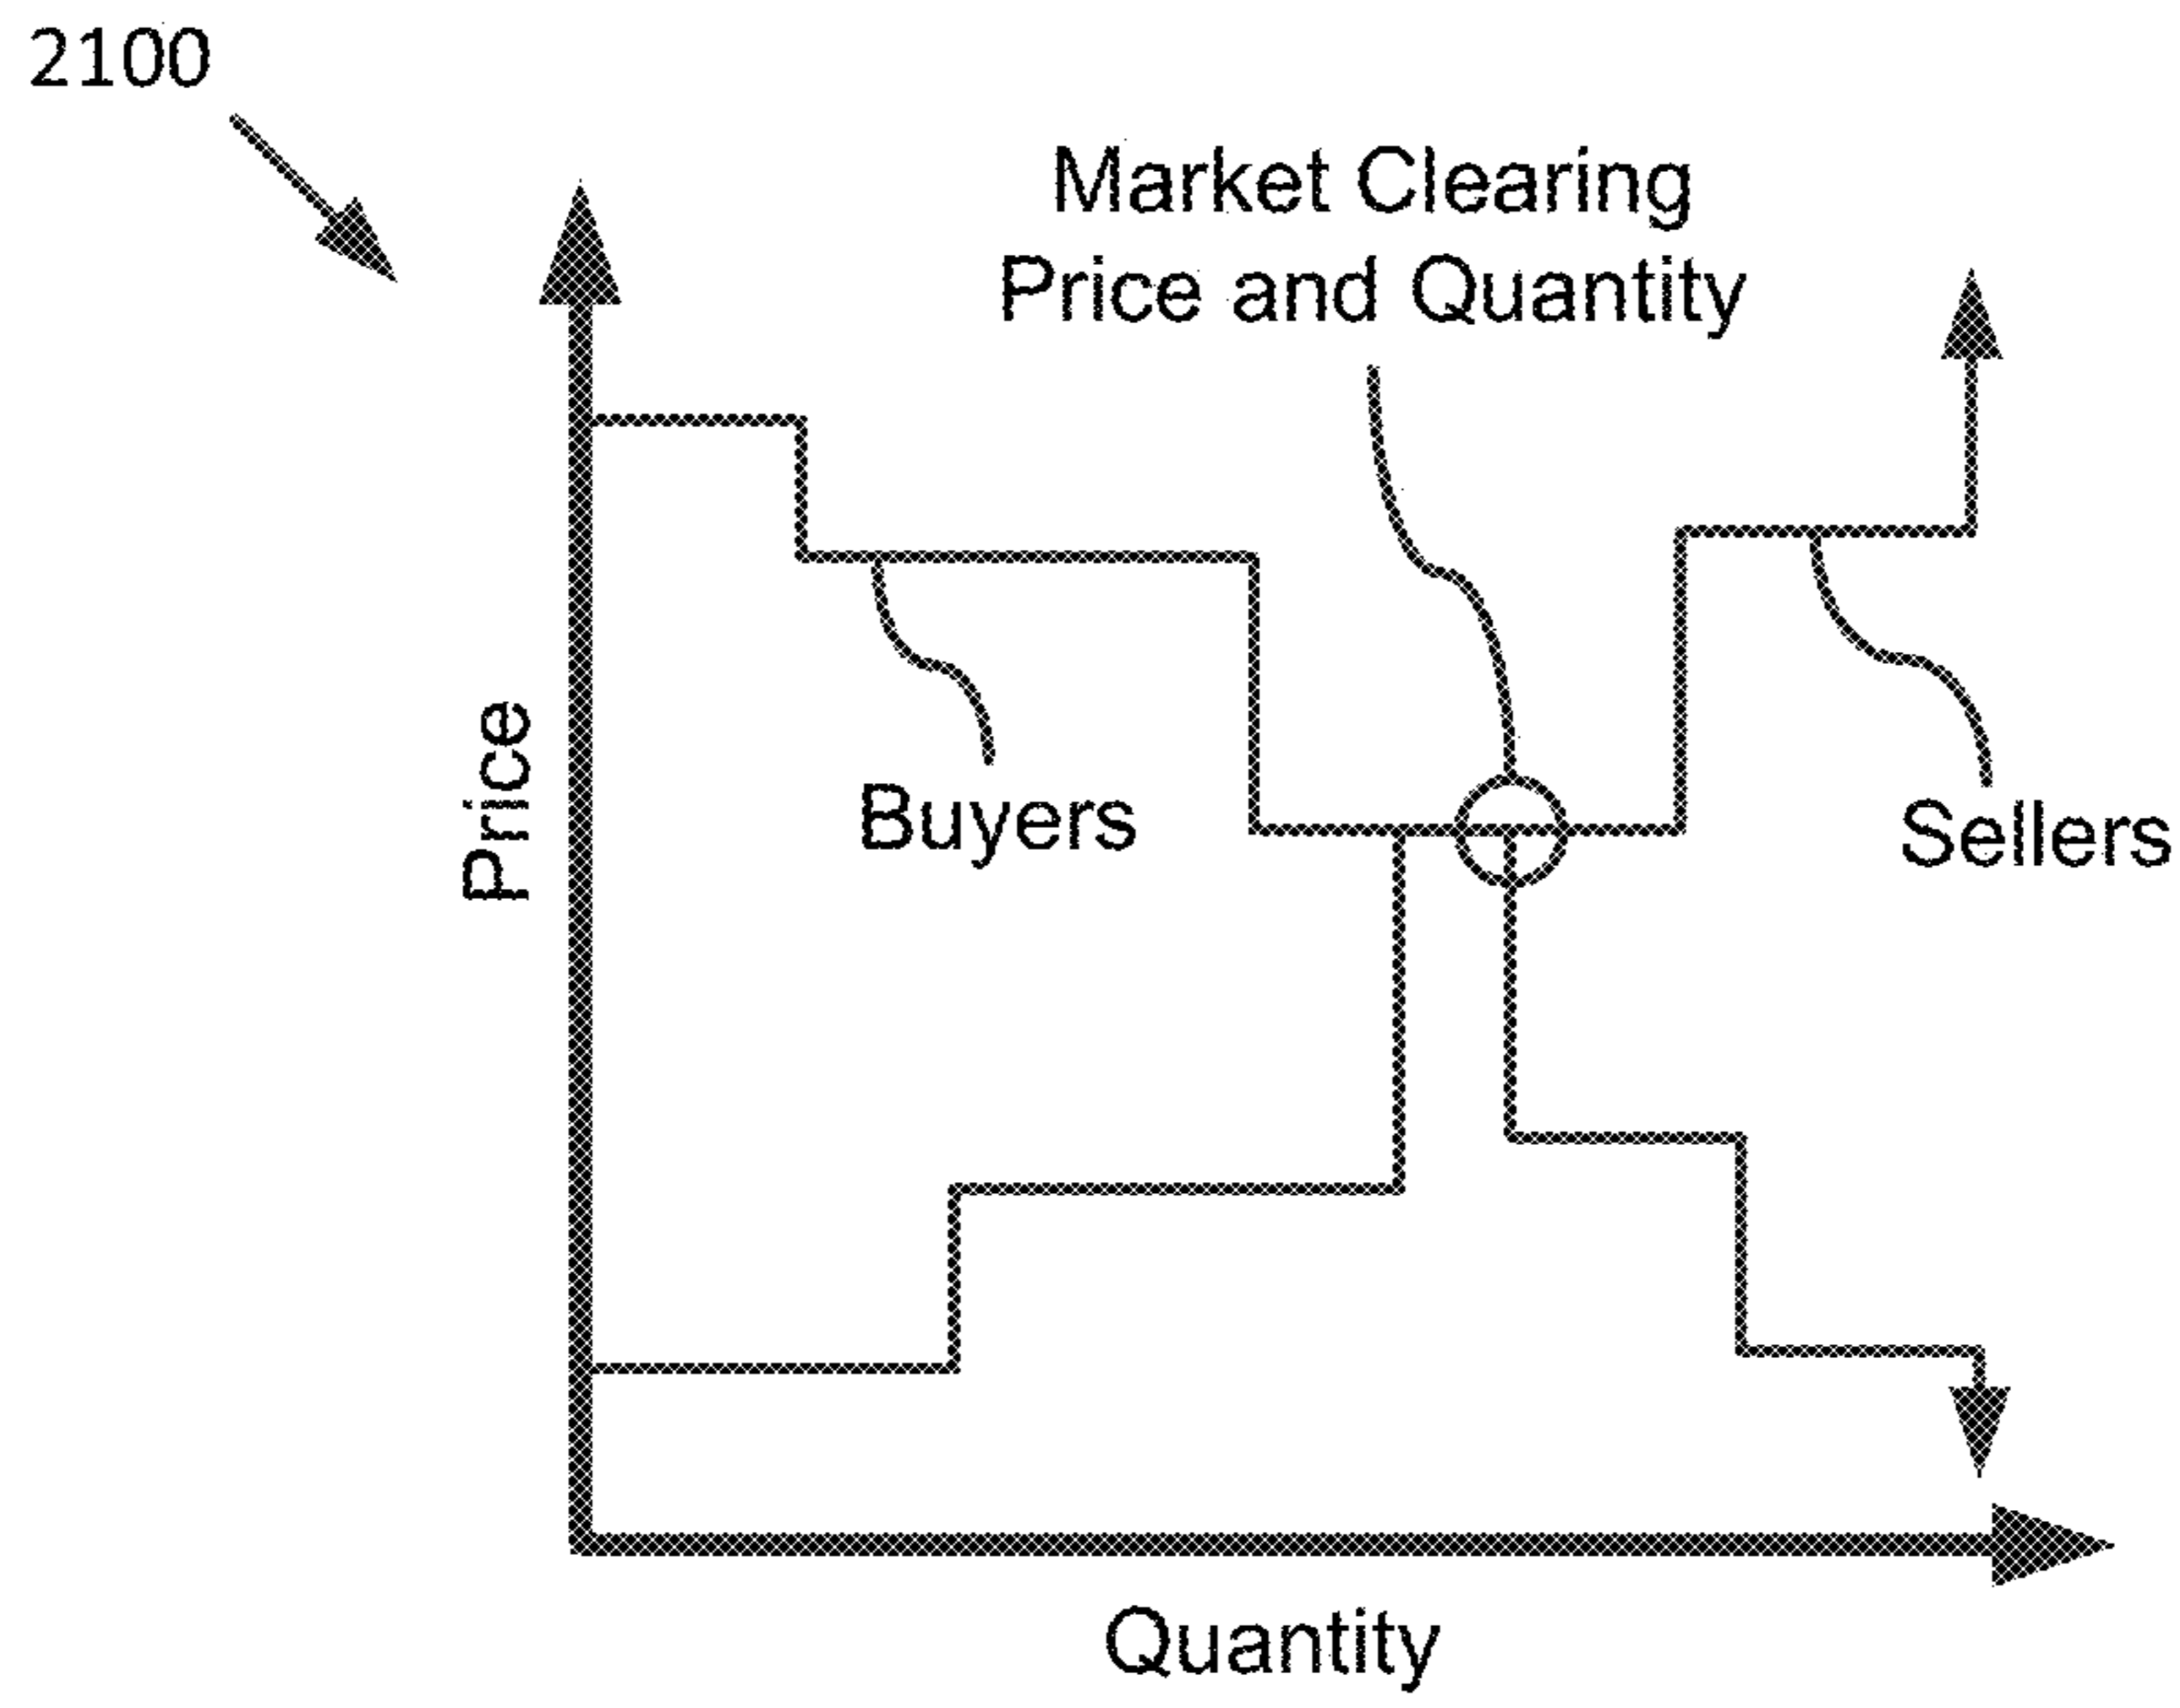 2100
Market Clearing
Price and Quantity
Price
Buyers
Sellers
Quantity